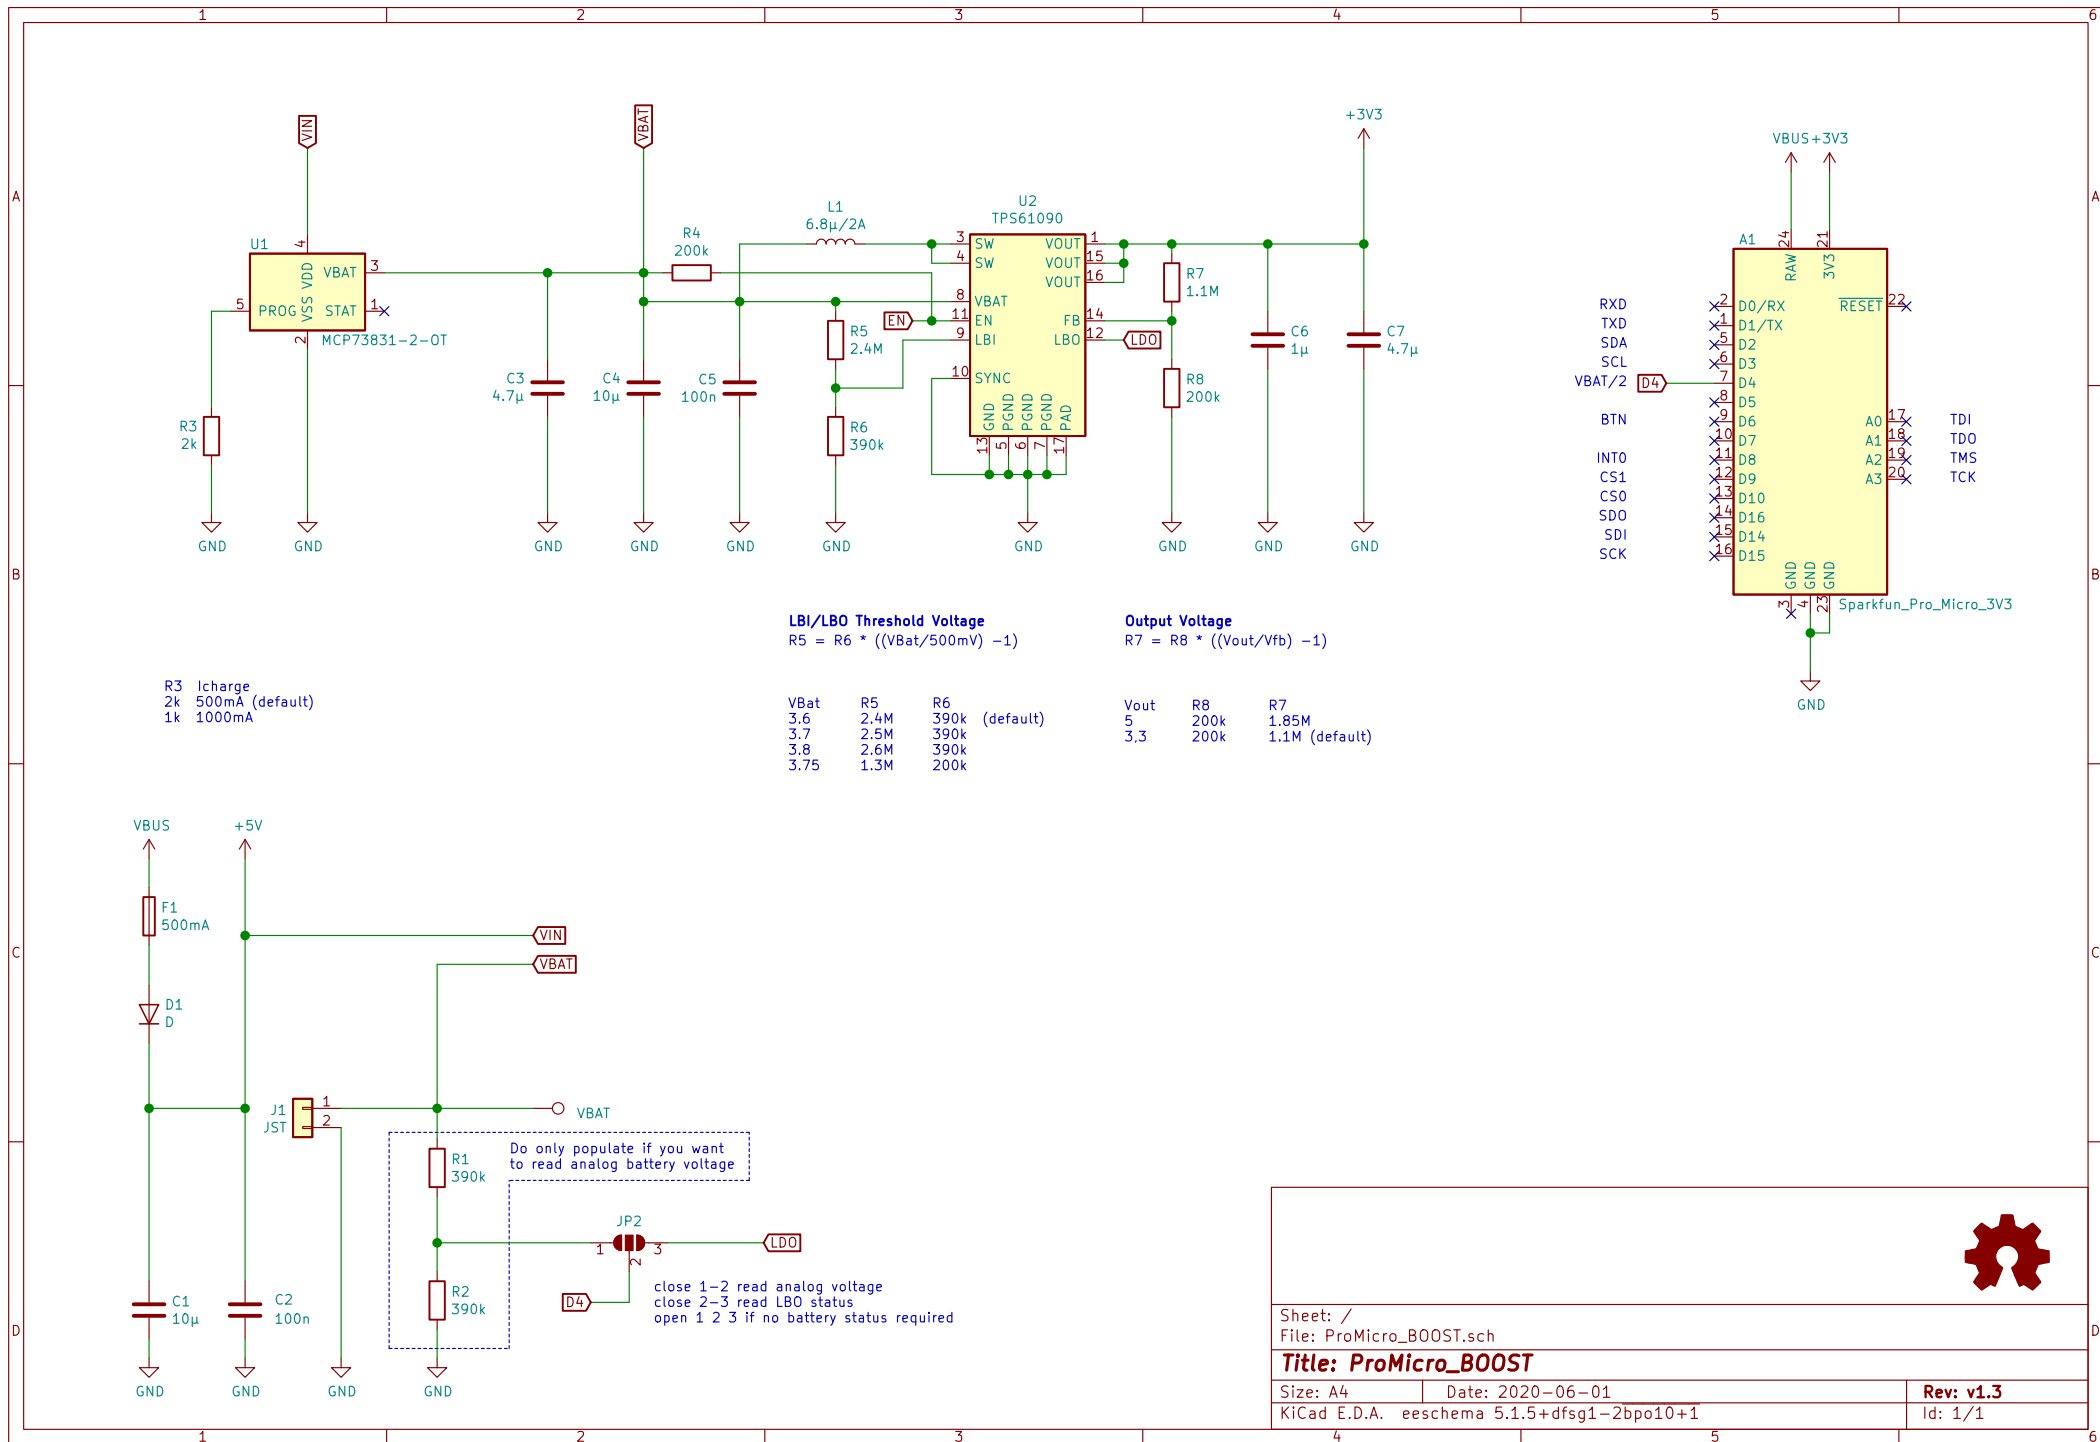 1 2 3 4 5 6
A
B
C
D
A
B
C
D
1 2 3 4 5 6
VIN
U1
4
VDD
VBAT 3
5 PROG
VSS
STAT 1
2
MCP73831-2-OT
R3
2k
GND
GND
VBAT
R4
200k
L1
6.8µ/2A
C3
4.7µ
C4
10µ
C5
100n
R5
2.4M
R6
390k
GND
GND
GND
GND
U2
TPS61090
3 SW
4 SW
8 VBAT
EN
11 EN
9 LBI
10 SYNC
VOUT 1
VOUT 15
VOUT 16
FB 14
LBO 12
LDO
GND PGND PGND PGND PAD
13 5 6 7 17
GND
R7
1.1M
R8
200k
GND
C6
1µ
GND
+3V3
C7
4.7µ
GND
VBUS
+3V3
A1
24 21
RAW 3V3
RXD 2 D0/RX
TXD 1 D1/TX
SDA 5 D2
SCL 6 D3
VBAT/2 D4 7 D4
8 D5
BTN 9 D6
10 D7
INT0 11 D8
CS1 12 D9
CS0 13 D10
SDO 14 D16
SDI 15 D14
SCK 16 D15
RESET 22
A0 17 TDI
A1 18 TDO
A2 19 TMS
A3 20 TCK
GND GND GND
3 4 23
Sparkfun_Pro_Micro_3V3
GND
LBI/LBO Threshold Voltage
R5 = R6 * ((VBat/500mV) -1)
VBat R5 R6
3.6 2.4M 390k (default)
3.7 2.5M 390k
3.8 2.6M 390k
3.75 1.3M 200k
Output Voltage
R7 = R8 * ((Vout/Vfb) -1)
Vout R8 R7
5 200k 1.85M
3,3 200k 1.1M (default)
R3 Icharge
2k 500mA (default)
1k 1000mA
VBUS
+5V
F1
500mA
D1
D
VIN
VBAT
J1
JST
1
2
VBAT
Do only populate if you want
to read analog battery voltage
R1
390k
R2
390k
JP2
1 2 3
LDO
D4
close 1-2 read analog voltage
close 2-3 read LBO status
open 1 2 3 if no battery status required
C1
10µ
C2
100n
GND
GND
GND
GND
Sheet: /
File: ProMicro_BOOST.sch
Title: ProMicro_BOOST
Size: A4 Date: 2020-06-01 Rev: v1.3
KiCad E.D.A. eeschema 5.1.5+dfsg1-2bpo10+1 Id: 1/1